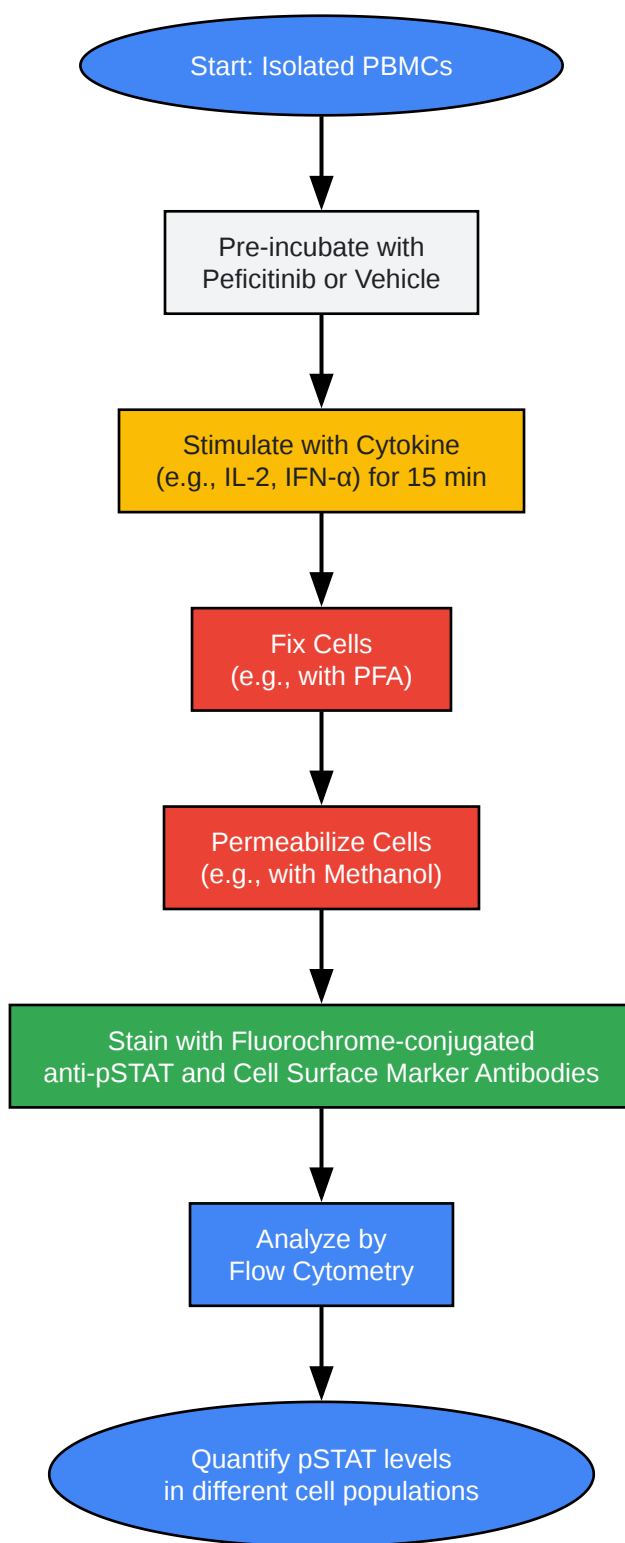 Start: Isolated PBMCs
Pre-incubate with
Peficitinib or Vehicle
Stimulate with Cytokine
(e.g., IL-2, IFN-α) for 15 min
Fix Cells
(e.g., with PFA)
Permeabilize Cells
(e.g., with Methanol)
Stain with Fluorochrome-conjugated
anti-pSTAT and Cell Surface Marker Antibodies
Analyze by
Flow Cytometry
Quantify pSTAT levels
in different cell populations